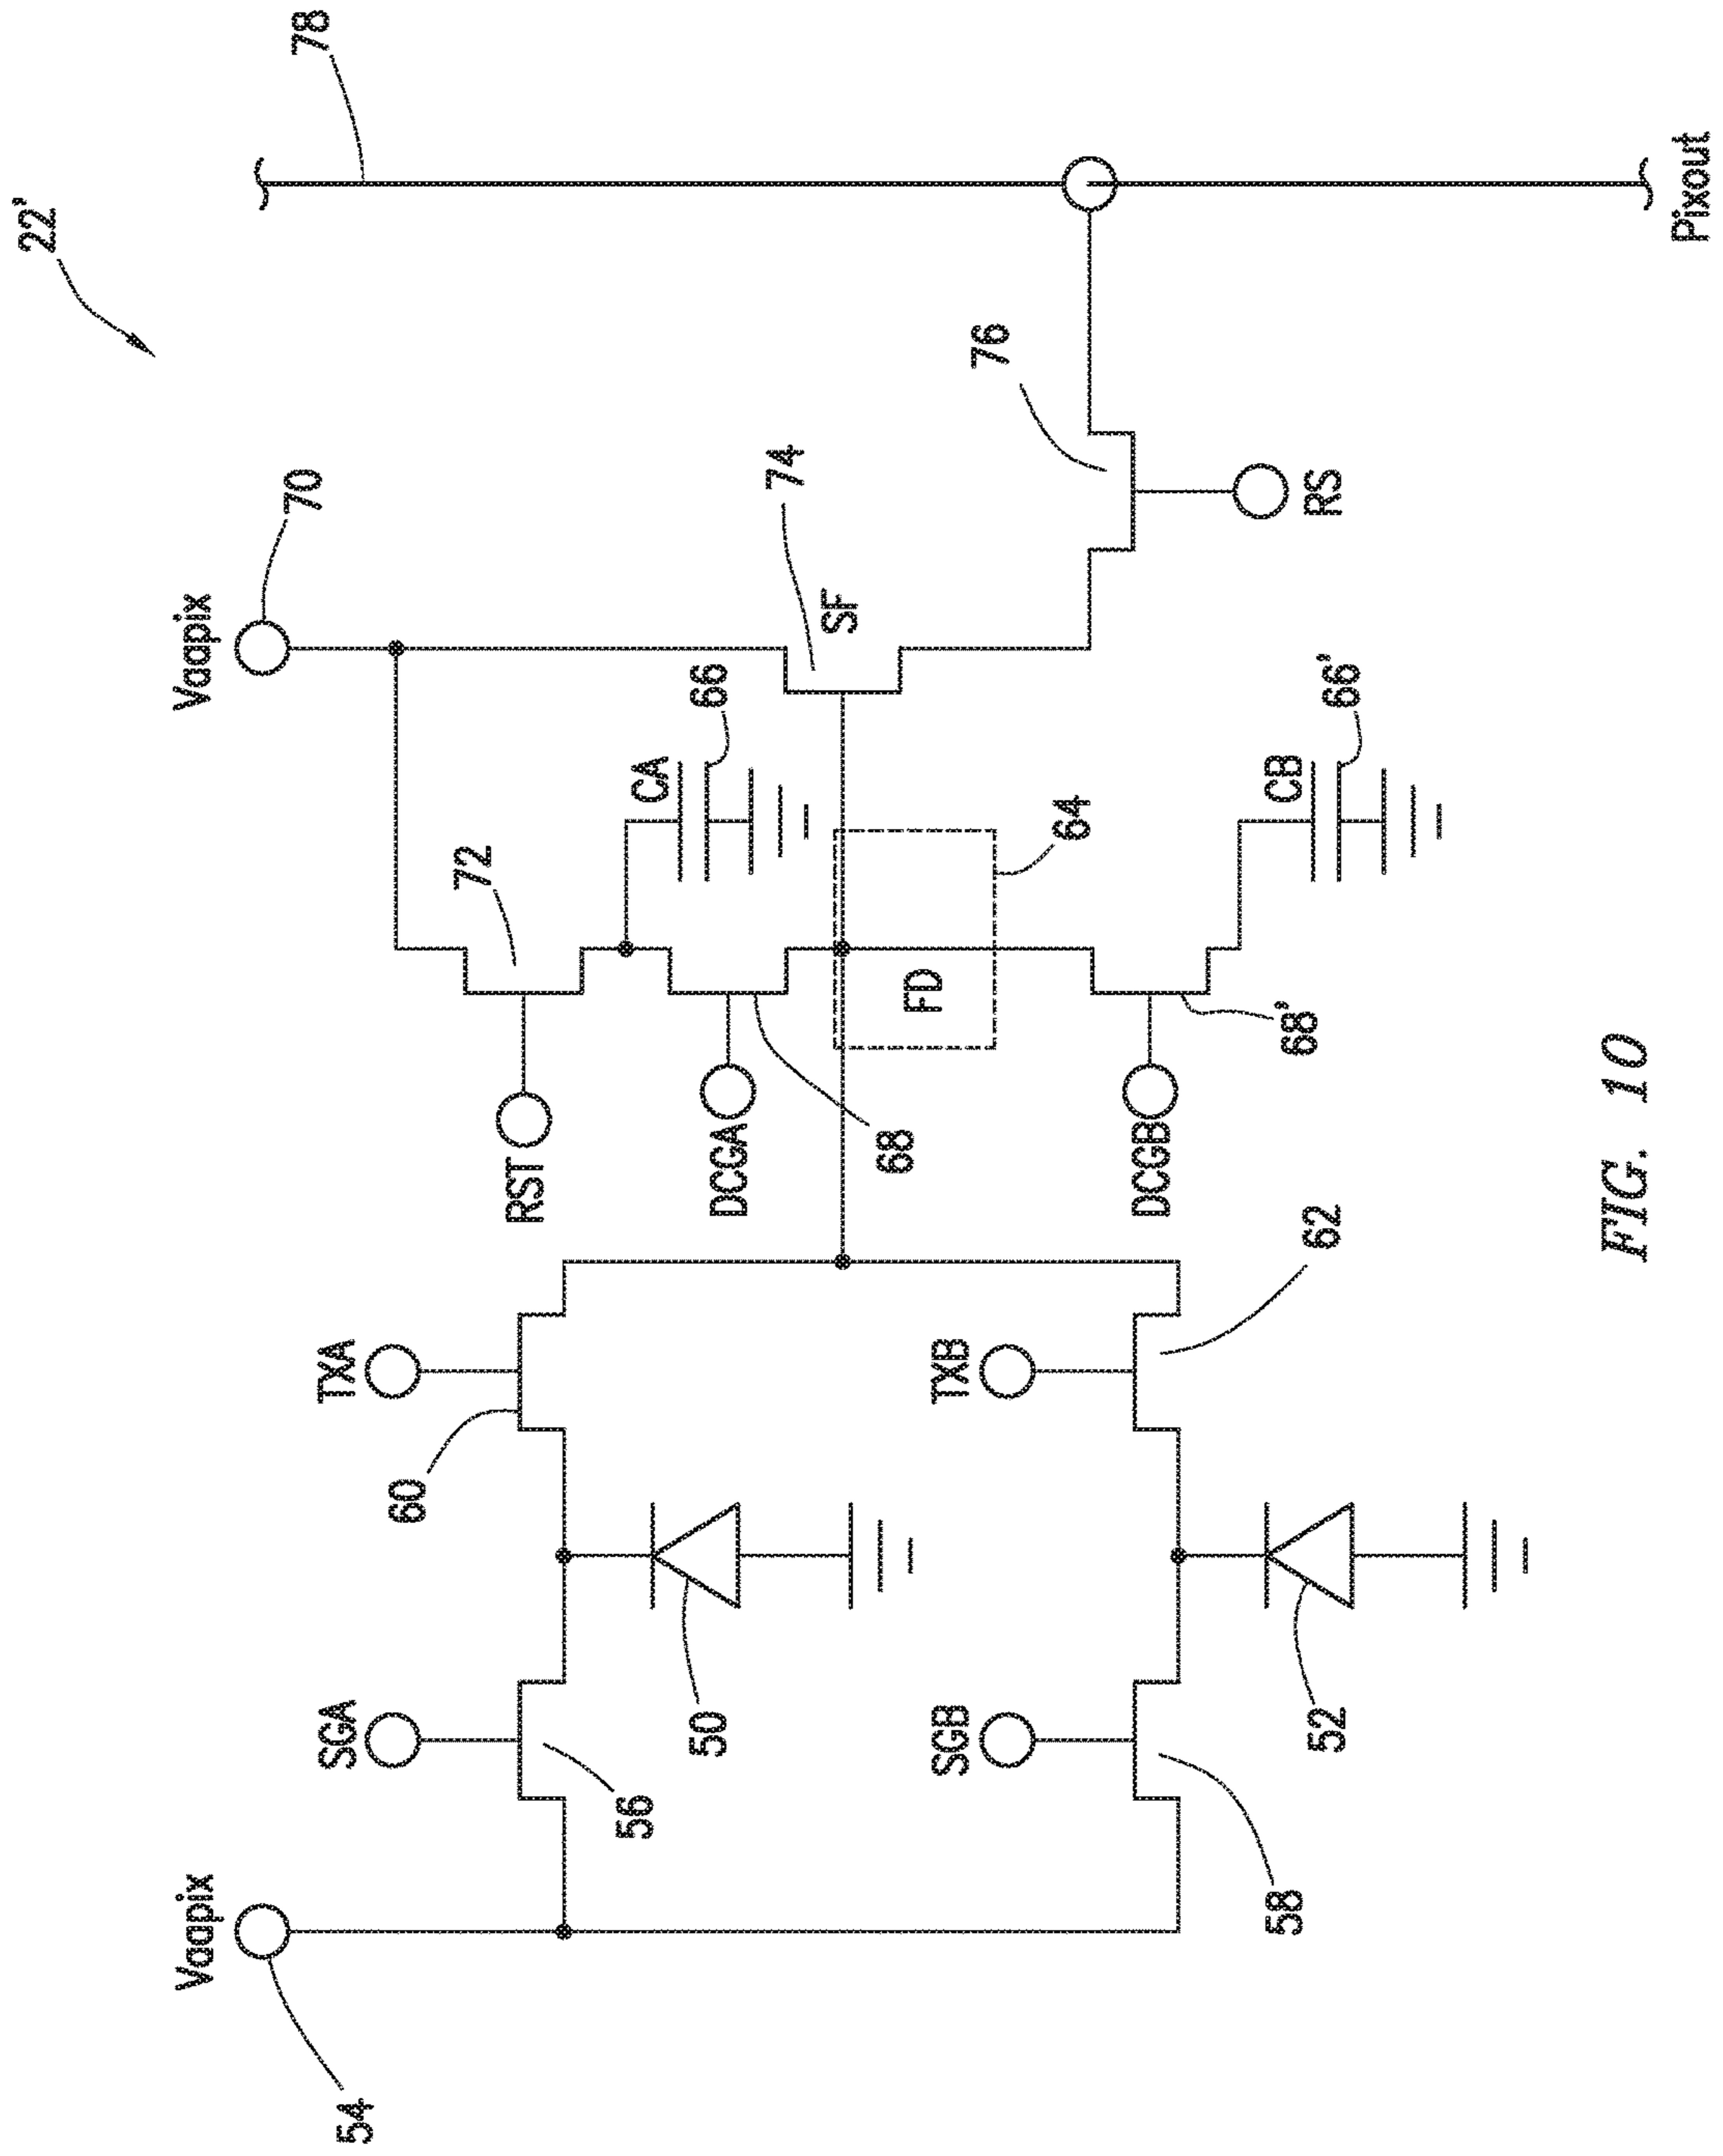 22'
78
Vaapix
70
72
CA
66
74
SF
76
RS
RST
DCGA
68
FD
64
DCGB
68'
CB
66'
Pixout
Vaapix
54
SGA
56
50
TXA
60
SGB
58
52
TXB
62
FIG. 10